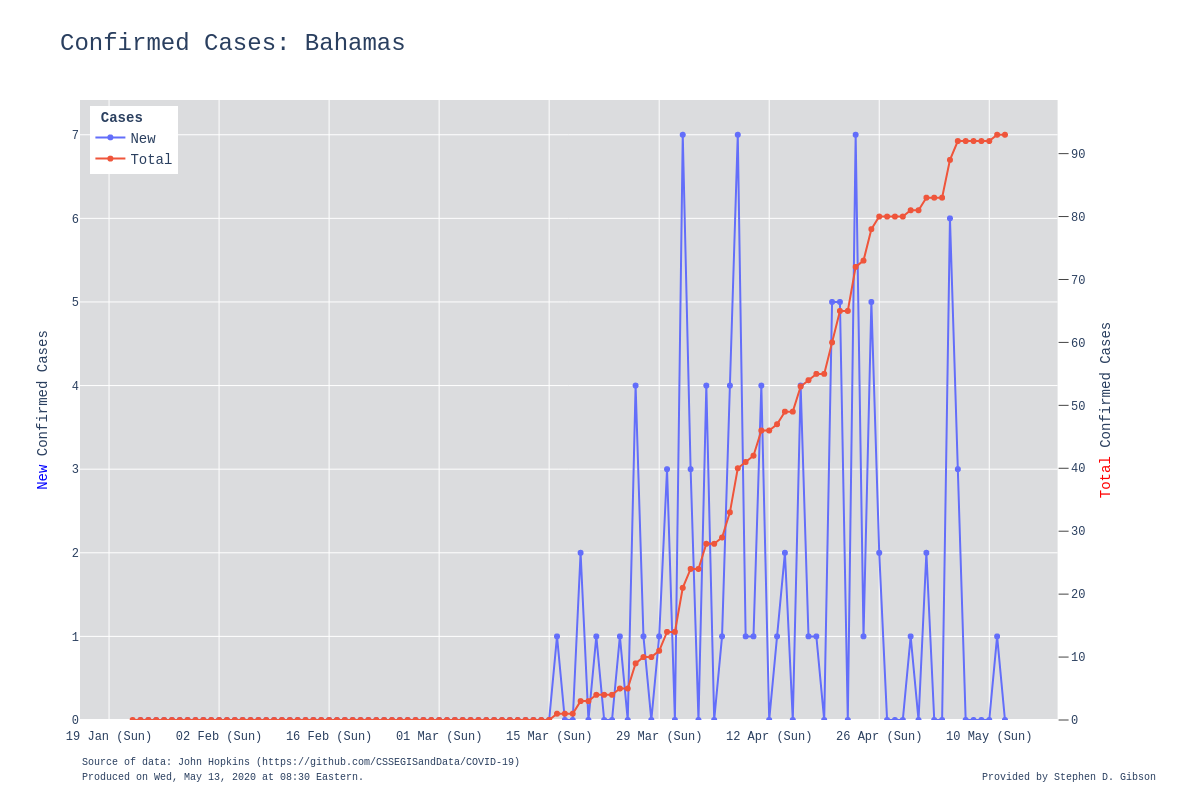 Confirmed Cases: Bahamas
Cases
New
Total
7
6
5
4
3
2
1
0
New Confirmed Cases
90
80
70
60
50
40
30
20
10
0
Total Confirmed Cases
19 Jan (Sun) 02 Feb (Sun) 16 Feb (Sun) 01 Mar (Sun) 15 Mar (Sun) 29 Mar (Sun) 12 Apr (Sun) 26 Apr (Sun) 10 May (Sun)
Source of data: John Hopkins (https://github.com/CSSEGISandData/COVID-19)
Produced on Wed, May 13, 2020 at 08:30 Eastern.
Provided by Stephen D. Gibson